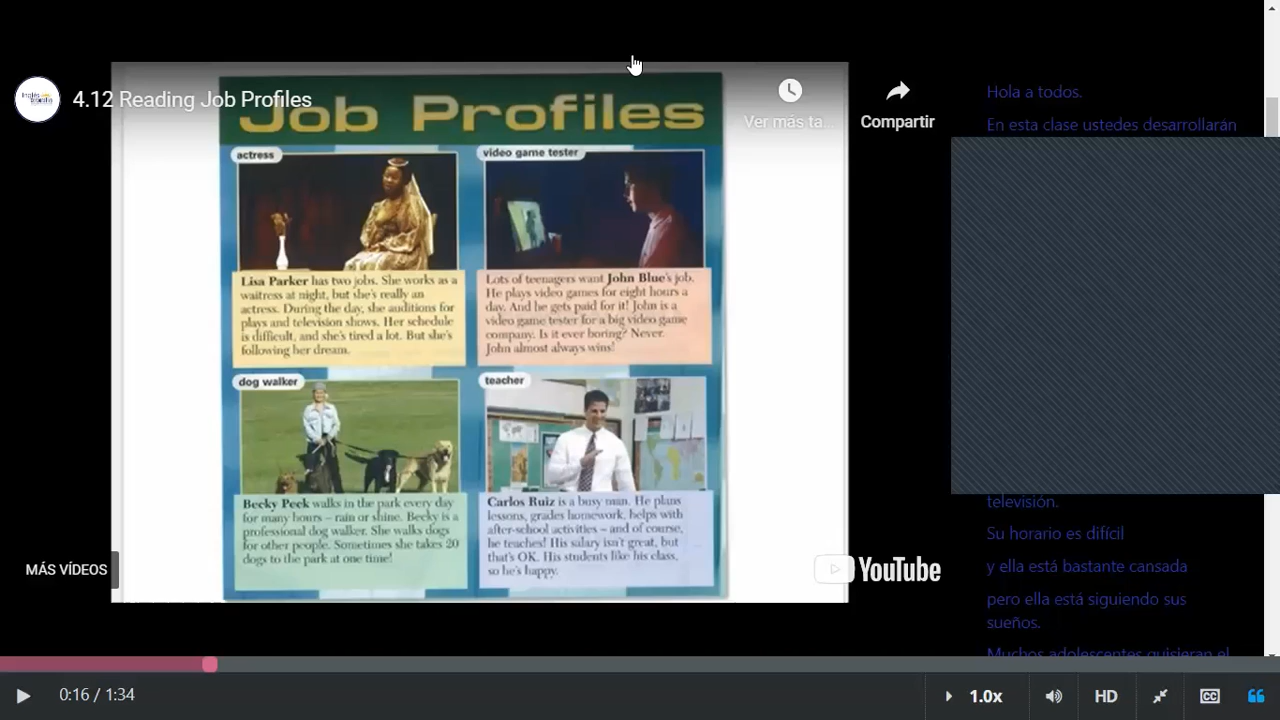 4.12 Reading Job Profiles
Ver más ta...
Compartir
Job Profiles
actress
Lisa Parker has two jobs. She works as a
waitress at night, but she's really an
actress. During the day, she auditions for
plays and television shows. Her schedule
is difficult, and she's tired a lot. But she's
following her dream.
video game tester
Lots of teenagers want John Blue's job.
He plays video games for eight hours a
day. And he gets paid for it! John is a
video game tester for a big video game
company. Is it ever boring? Never.
John almost always wins!
dog walker
Becky Peek walks in the park every day
for many hours – rain or shine. Becky is a
professional dog walker. She walks dogs
for other people. Sometimes she takes 20
dogs to the park at one time!
teacher
Carlos Ruiz is a busy man. He plans
lessons, grades homework, helps with
after-school activities – and of course,
he teaches! His salary isn't great, but
that's OK. His students like his class,
so he's happy.
MÁS VÍDEOS
YouTube
Hola a todos.
En esta clase ustedes desarrollarán
televisión.
Su horario es difícil
y ella está bastante cansada
pero ella está siguiendo sus
sueños.
Muchos adolescentes quisieran el
0:16 / 1:34
1.0x
HD
CC